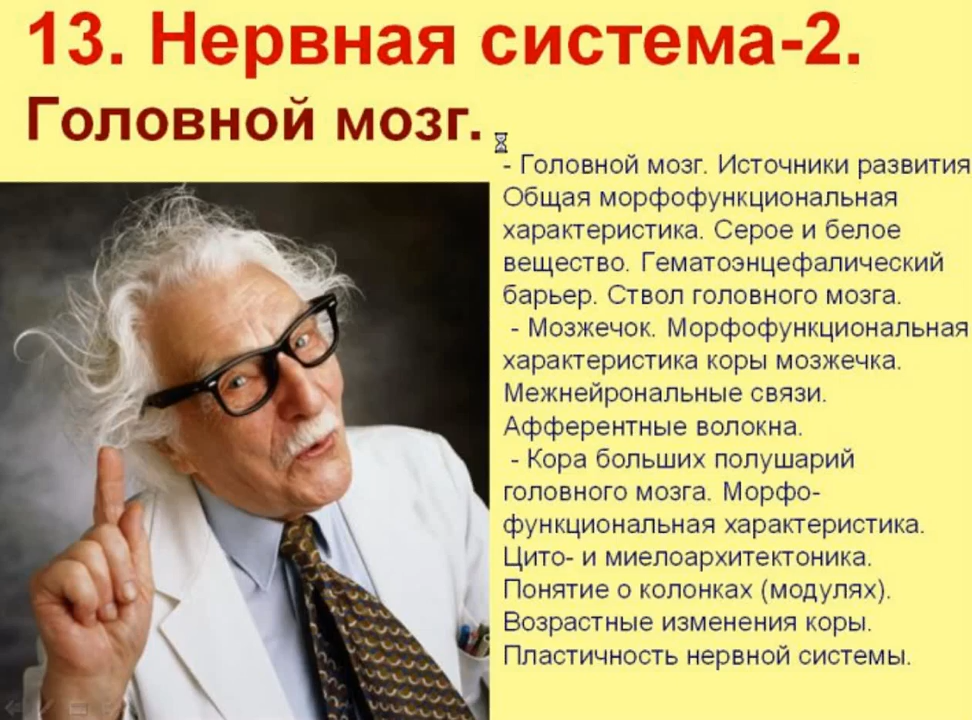 13. Нервная система-2.
Головной мозг.
- Головной мозг. Источники развития
Общая морфофункциональная
характеристика. Серое и белое
вещество. Гематоэнцефалический
барьер. Ствол головного мозга.
- Мозжечок. Морфофункциональная
характеристика коры мозжечка.
Межнейрональные связи.
Афферентные волокна.
- Кора больших полушарий
головного мозга. Морфо-
функциональная характеристика.
Цито- и миелоархитектоника.
Понятие о колонках (модулях).
Возрастные изменения коры.
Пластичность нервной системы.